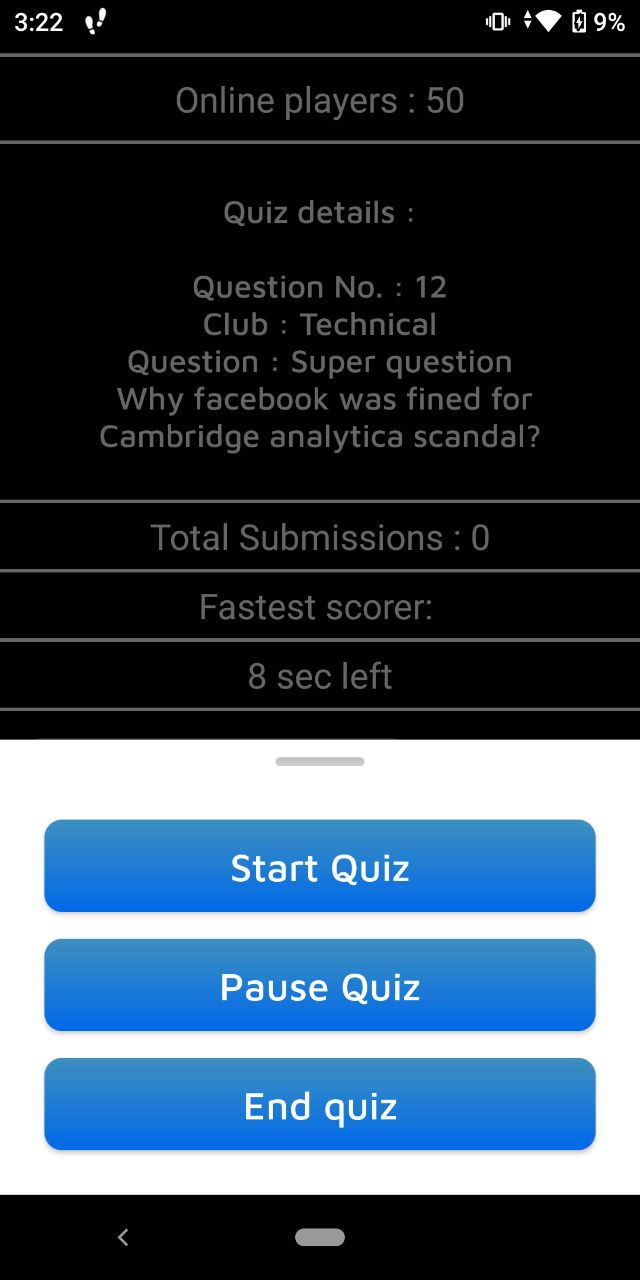 3:22
9%
Online players : 50
Quiz details :
Question No. : 12
Club : Technical
Question : Super question
Why facebook was fined for
Cambridge analytica scandal?
Total Submissions : 0
Fastest scorer:
8 sec left
Start Quiz
Pause Quiz
End quiz